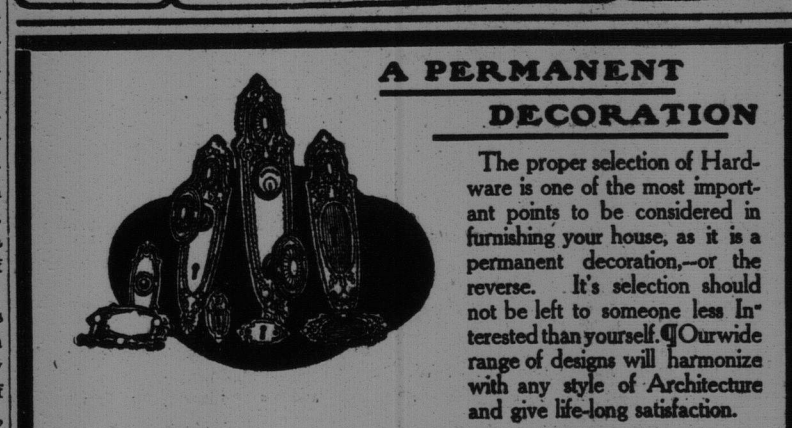 A PERMANENT
DECORATION
The proper selection of Hard-
ware is one of the most import-
ant points to be considered in
furnishing your house, as it is a
permanent decoration,—or the
reverse. It's selection should
not be left to someone less In-
terested than yourself. ¶ Our wide
range of designs will harmonize
with any style of Architecture
and give life-long satisfaction.